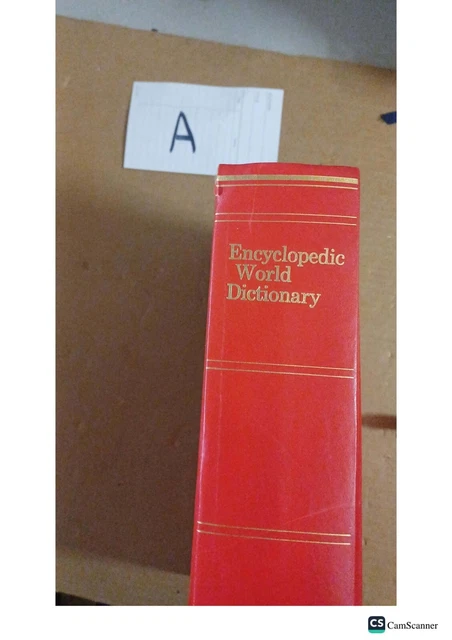 A
Encyclopedic
World
Dictionary
CS CamScanner